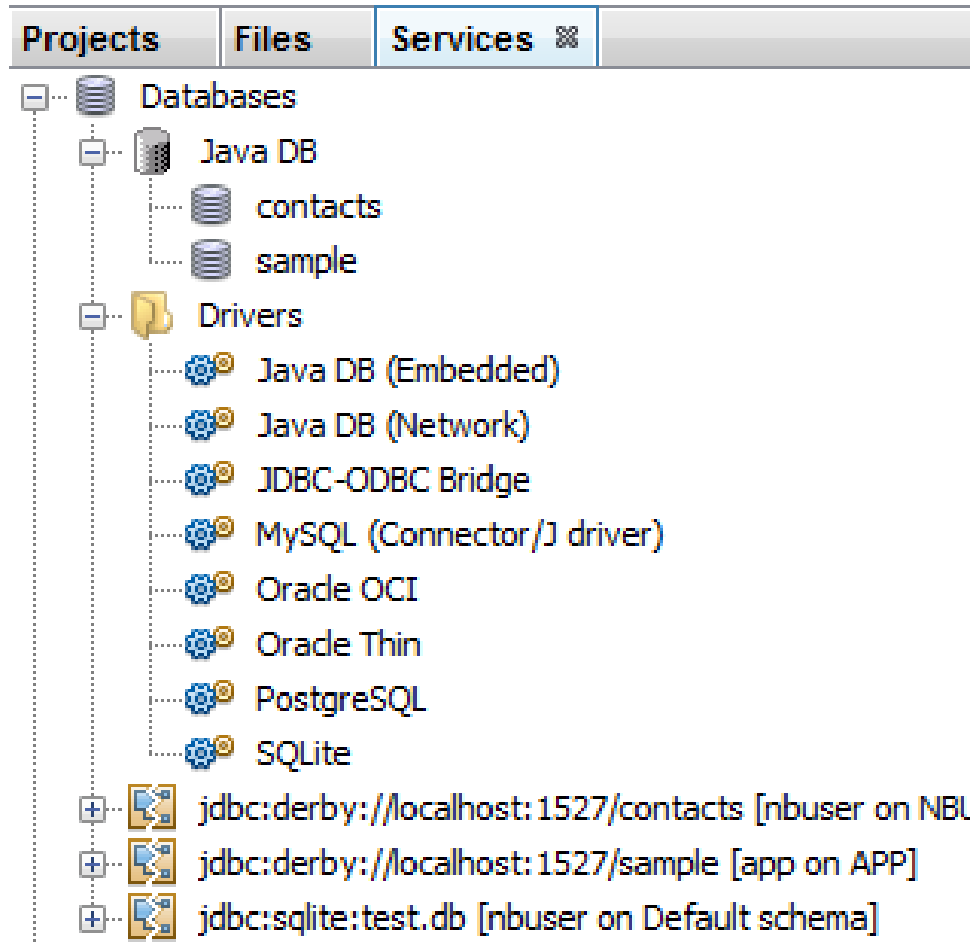 Projects Files Services
Databases
Java DB
contacts
sample
Drivers
Java DB (Embedded)
Java DB (Network)
JDBC-ODBC Bridge
MySQL (Connector/J driver)
Oracle OCI
Oracle Thin
PostgreSQL
SQLite
jdbc:derby://localhost:1527/contacts [nbuser on NBU
jdbc:derby://localhost:1527/sample [app on APP]
jdbc:sqlite:test.db [nbuser on Default schema]